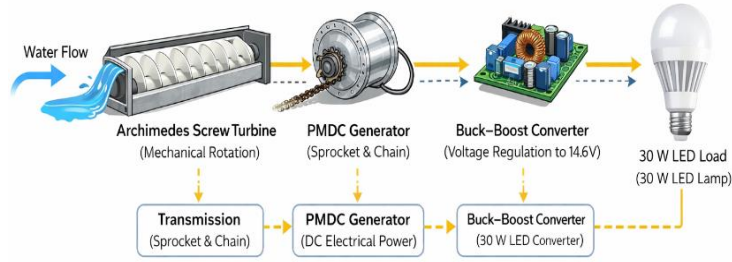 Water Flow
Archimedes Screw Turbine
(Mechanical Rotation)
PMDC Generator
(Sprocket & Chain)
Buck–Boost Converter
(Voltage Regulation to 14.6V)
30 W LED Load
(30 W LED Lamp)
Transmission
(Sprocket & Chain)
PMDC Generator
(DC Electrical Power)
Buck-Boost Converter
(30 W LED Converter)